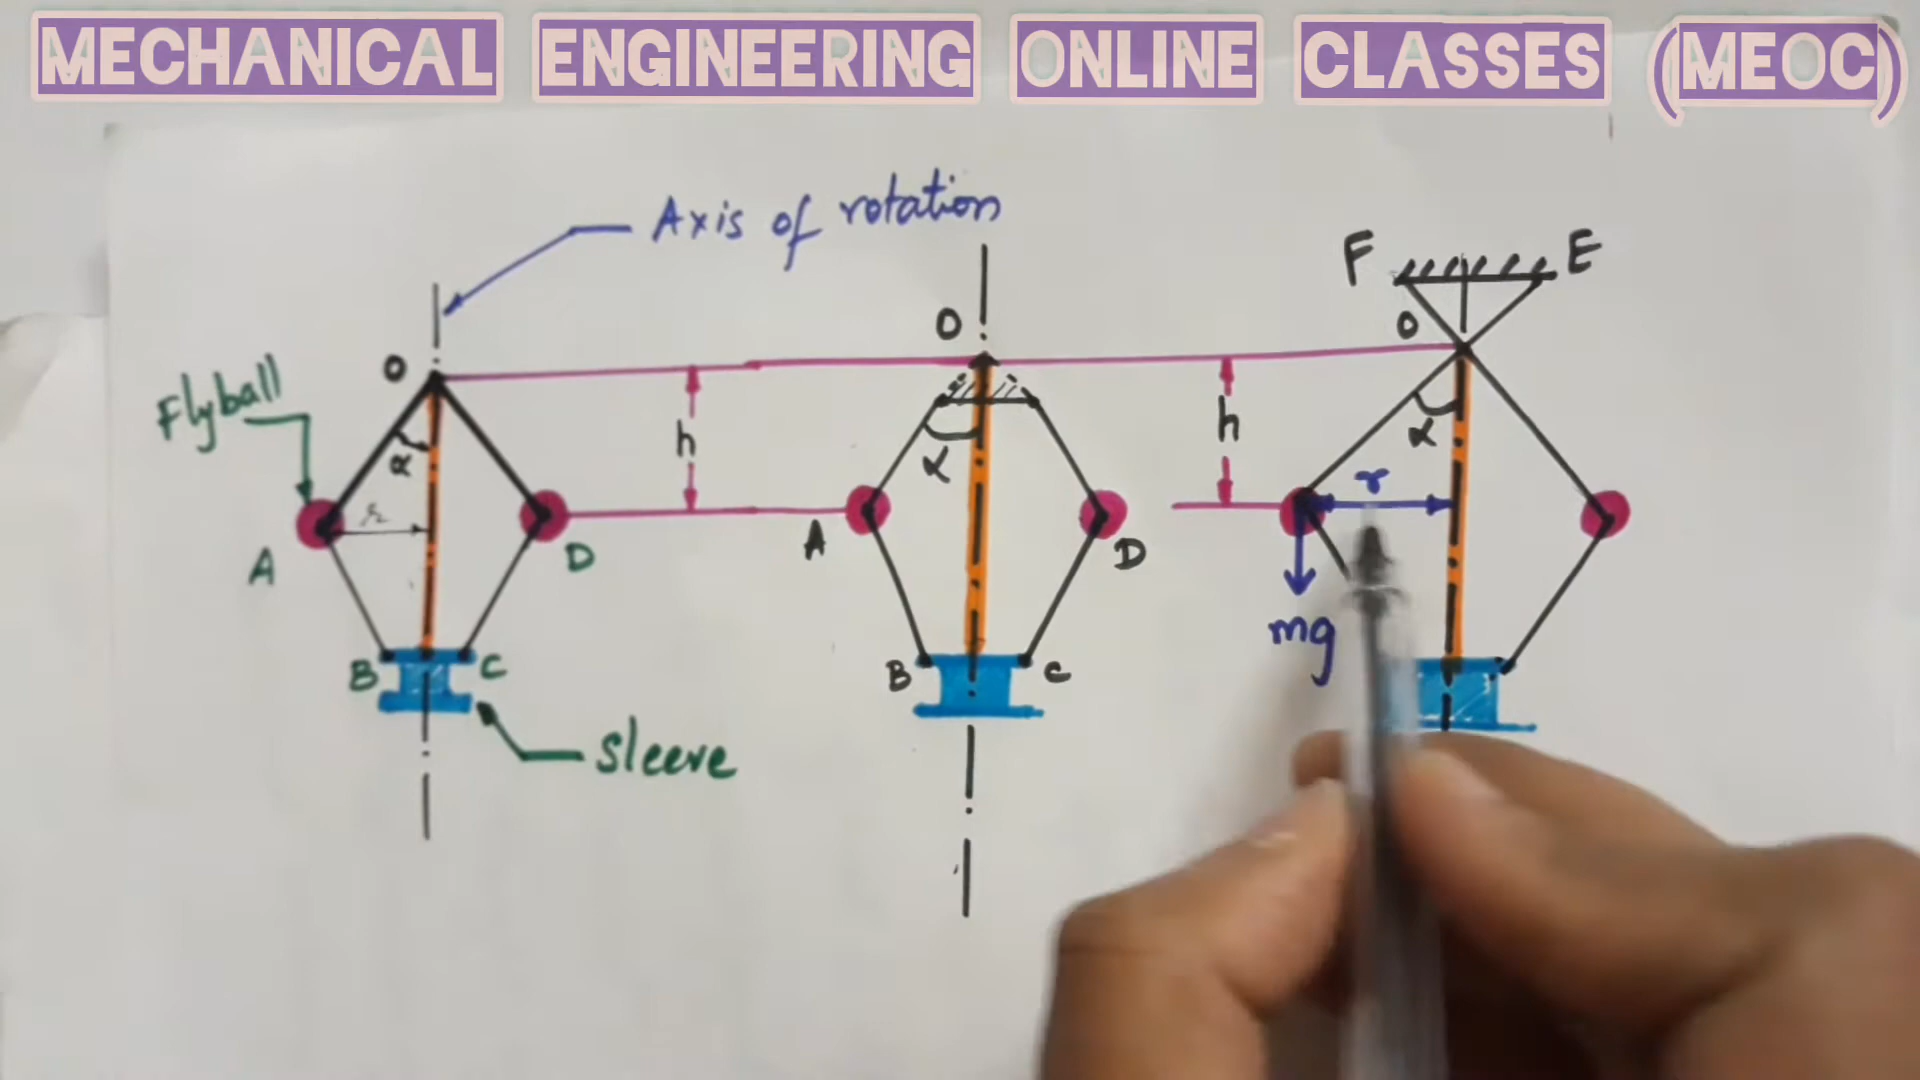 MECHANICAL ENGINEERING ONLINE CLASSES (MEOC)
Axis of rotation
F E
O
O
O
Flyball
α
h
α
h
α
r
r
A
D
A
D
mg
B
C
B
C
Sleeve